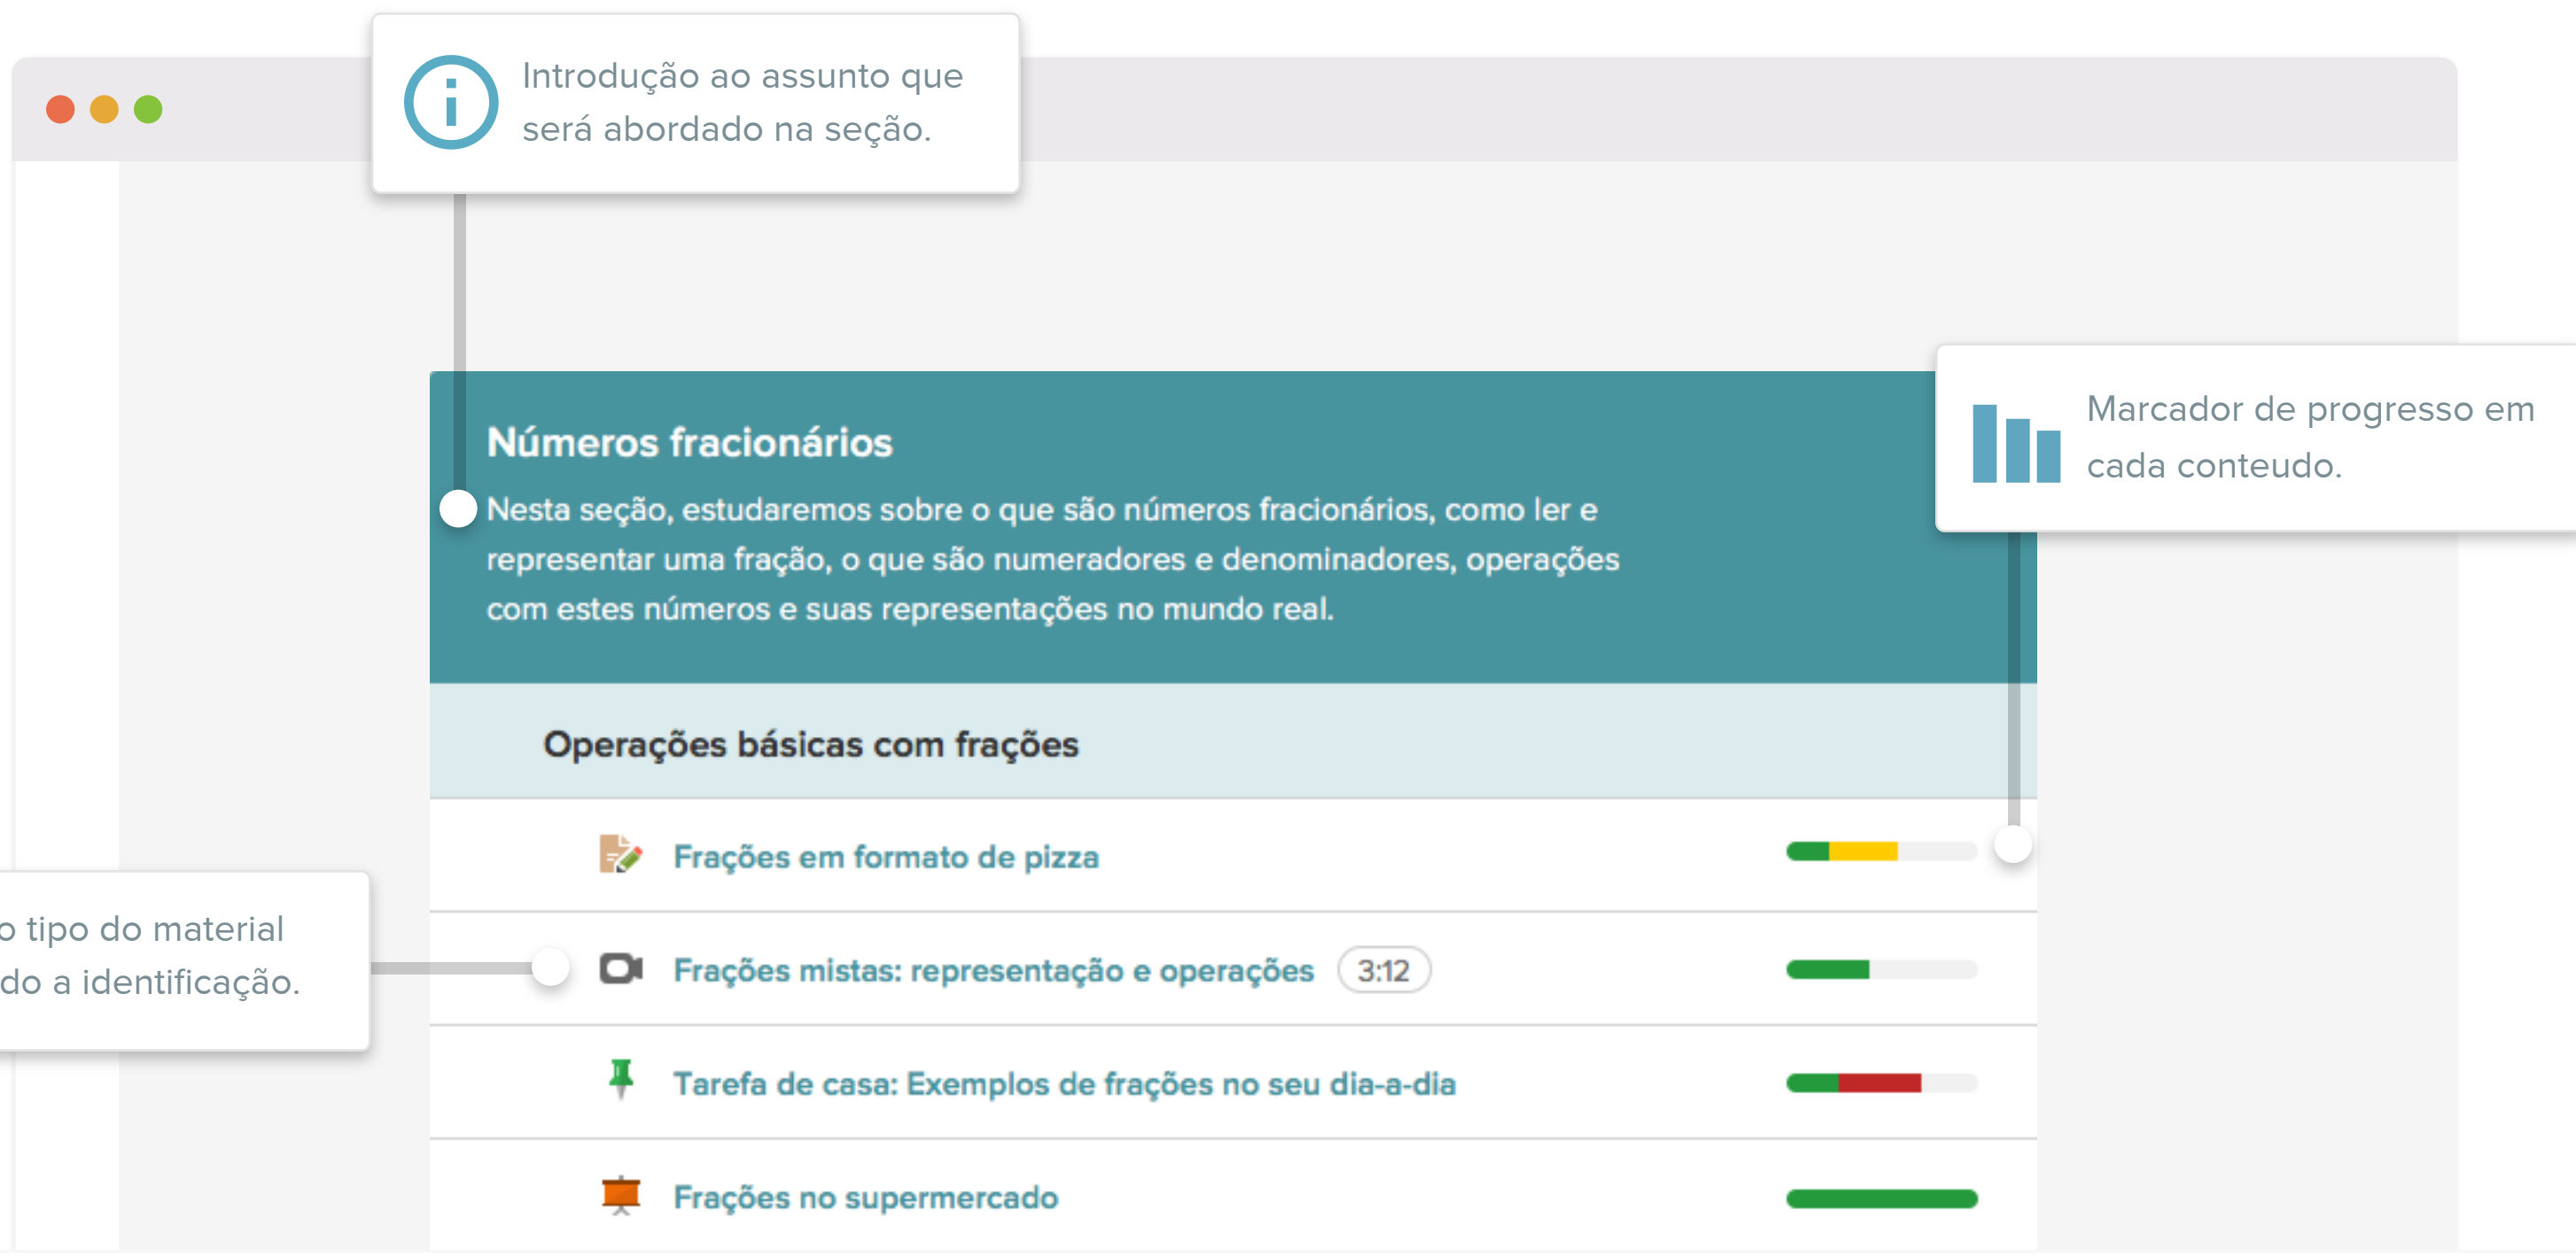 Introdução ao assunto que
será abordado na seção.
Marcador de progresso em
cada conteudo.
Números fracionários
Nesta seção, estudaremos sobre o que são números fracionários, como ler e
representar uma fração, o que são numeradores e denominadores, operações
com estes números e suas representações no mundo real.
Operações básicas com frações
Frações em formato de pizza
o tipo do material
do a identificação.
Frações mistas: representação e operações 3:12
Tarefa de casa: Exemplos de frações no seu dia-a-dia
Frações no supermercado